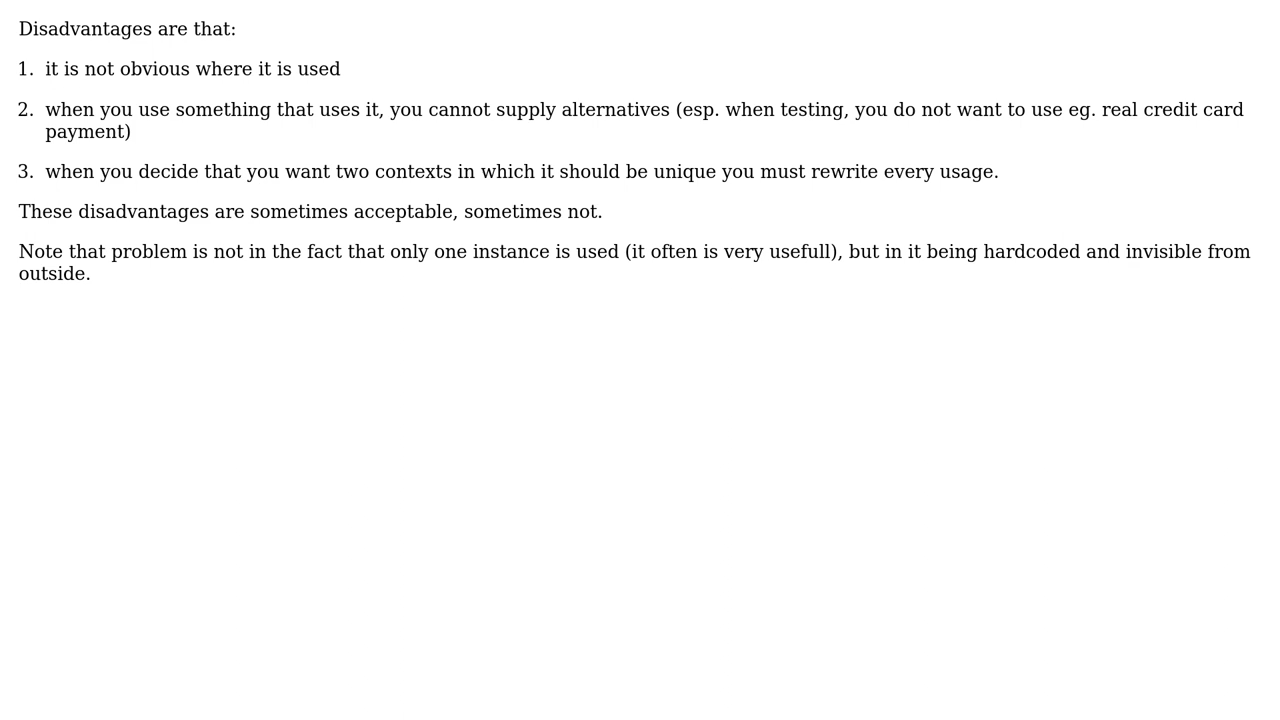 Disadvantages are that:
1. it is not obvious where it is used
2. when you use something that uses it, you cannot supply alternatives (esp. when testing, you do not want to use eg. real credit card
payment)
3. when you decide that you want two contexts in which it should be unique you must rewrite every usage.
These disadvantages are sometimes acceptable, sometimes not.
Note that problem is not in the fact that only one instance is used (it often is very usefull), but in it being hardcoded and invisible from
outside.